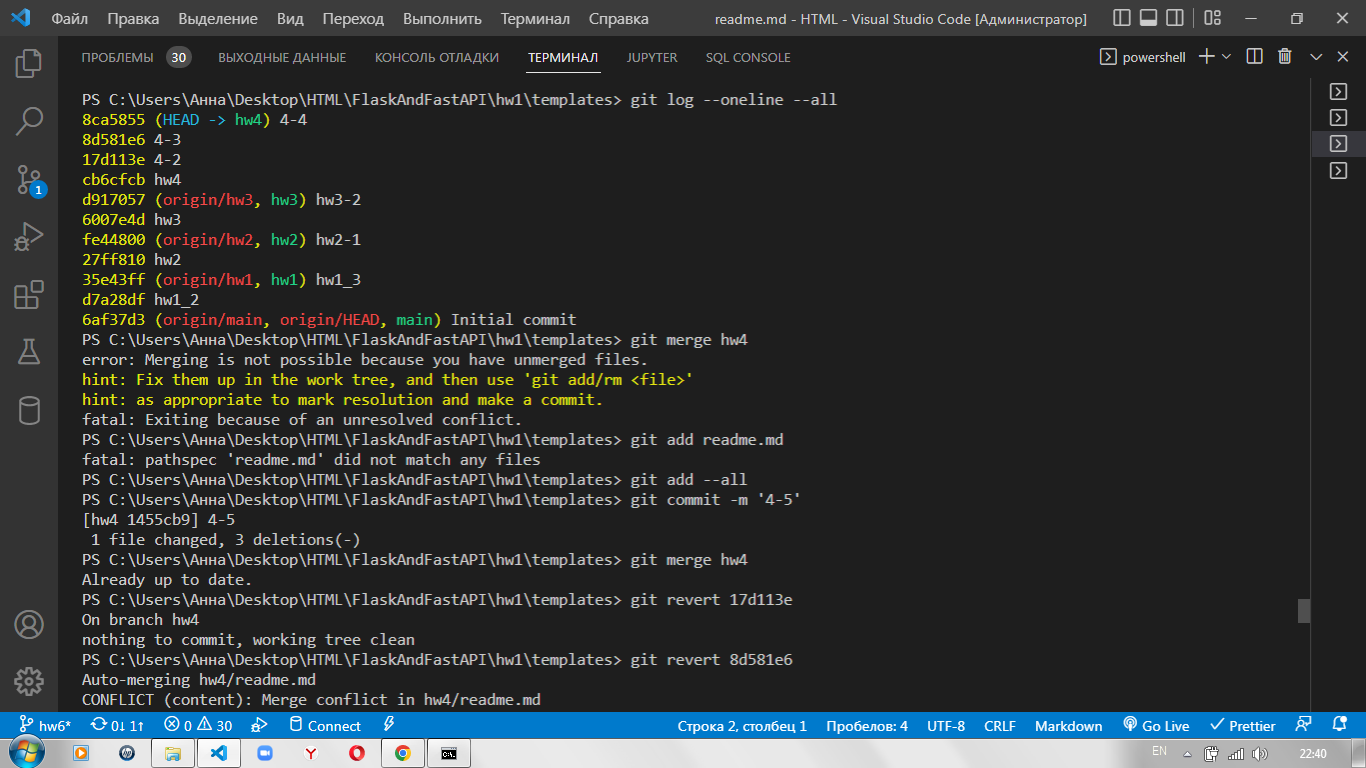 Файл Правка Выделение Вид Переход Выполнить Терминал Справка readme.md - HTML - Visual Studio Code [Администратор]
ПРОБЛЕМЫ 30 ВЫХОДНЫЕ ДАННЫЕ КОНСОЛЬ ОТЛАДКИ ТЕРМИНАЛ JUPYTER SQL CONSOLE powershell
PS C:\Users\Анна\Desktop\HTML\FlaskAndFastAPI\hw1\templates> git log --oneline --all
8ca5855 (HEAD -> hw4) 4-4
8d581e6 4-3
17d113e 4-2
cb6cfcb hw4
d917057 (origin/hw3, hw3) hw3-2
6007e4d hw3
fe44800 (origin/hw2, hw2) hw2-1
27ff810 hw2
35e43ff (origin/hw1, hw1) hw1_3
d7a28df hw1_2
6af37d3 (origin/main, origin/HEAD, main) Initial commit
PS C:\Users\Анна\Desktop\HTML\FlaskAndFastAPI\hw1\templates> git merge hw4
error: Merging is not possible because you have unmerged files.
hint: Fix them up in the work tree, and then use 'git add/rm <file>'
hint: as appropriate to mark resolution and make a commit.
fatal: Exiting because of an unresolved conflict.
PS C:\Users\Анна\Desktop\HTML\FlaskAndFastAPI\hw1\templates> git add readme.md
fatal: pathspec 'readme.md' did not match any files
PS C:\Users\Анна\Desktop\HTML\FlaskAndFastAPI\hw1\templates> git add --all
PS C:\Users\Анна\Desktop\HTML\FlaskAndFastAPI\hw1\templates> git commit -m '4-5'
[hw4 1455cb9] 4-5
1 file changed, 3 deletions(-)
PS C:\Users\Анна\Desktop\HTML\FlaskAndFastAPI\hw1\templates> git merge hw4
Already up to date.
PS C:\Users\Анна\Desktop\HTML\FlaskAndFastAPI\hw1\templates> git revert 17d113e
On branch hw4
nothing to commit, working tree clean
PS C:\Users\Анна\Desktop\HTML\FlaskAndFastAPI\hw1\templates> git revert 8d581e6
Auto-merging hw4/readme.md
CONFLICT (content): Merge conflict in hw4/readme.md
1
hw6* 0↓ 1↑ 0 30 Connect Строка 2, столбец 1 Пробелов: 4 UTF-8 CRLF Markdown Go Live Prettier
EN 22:40